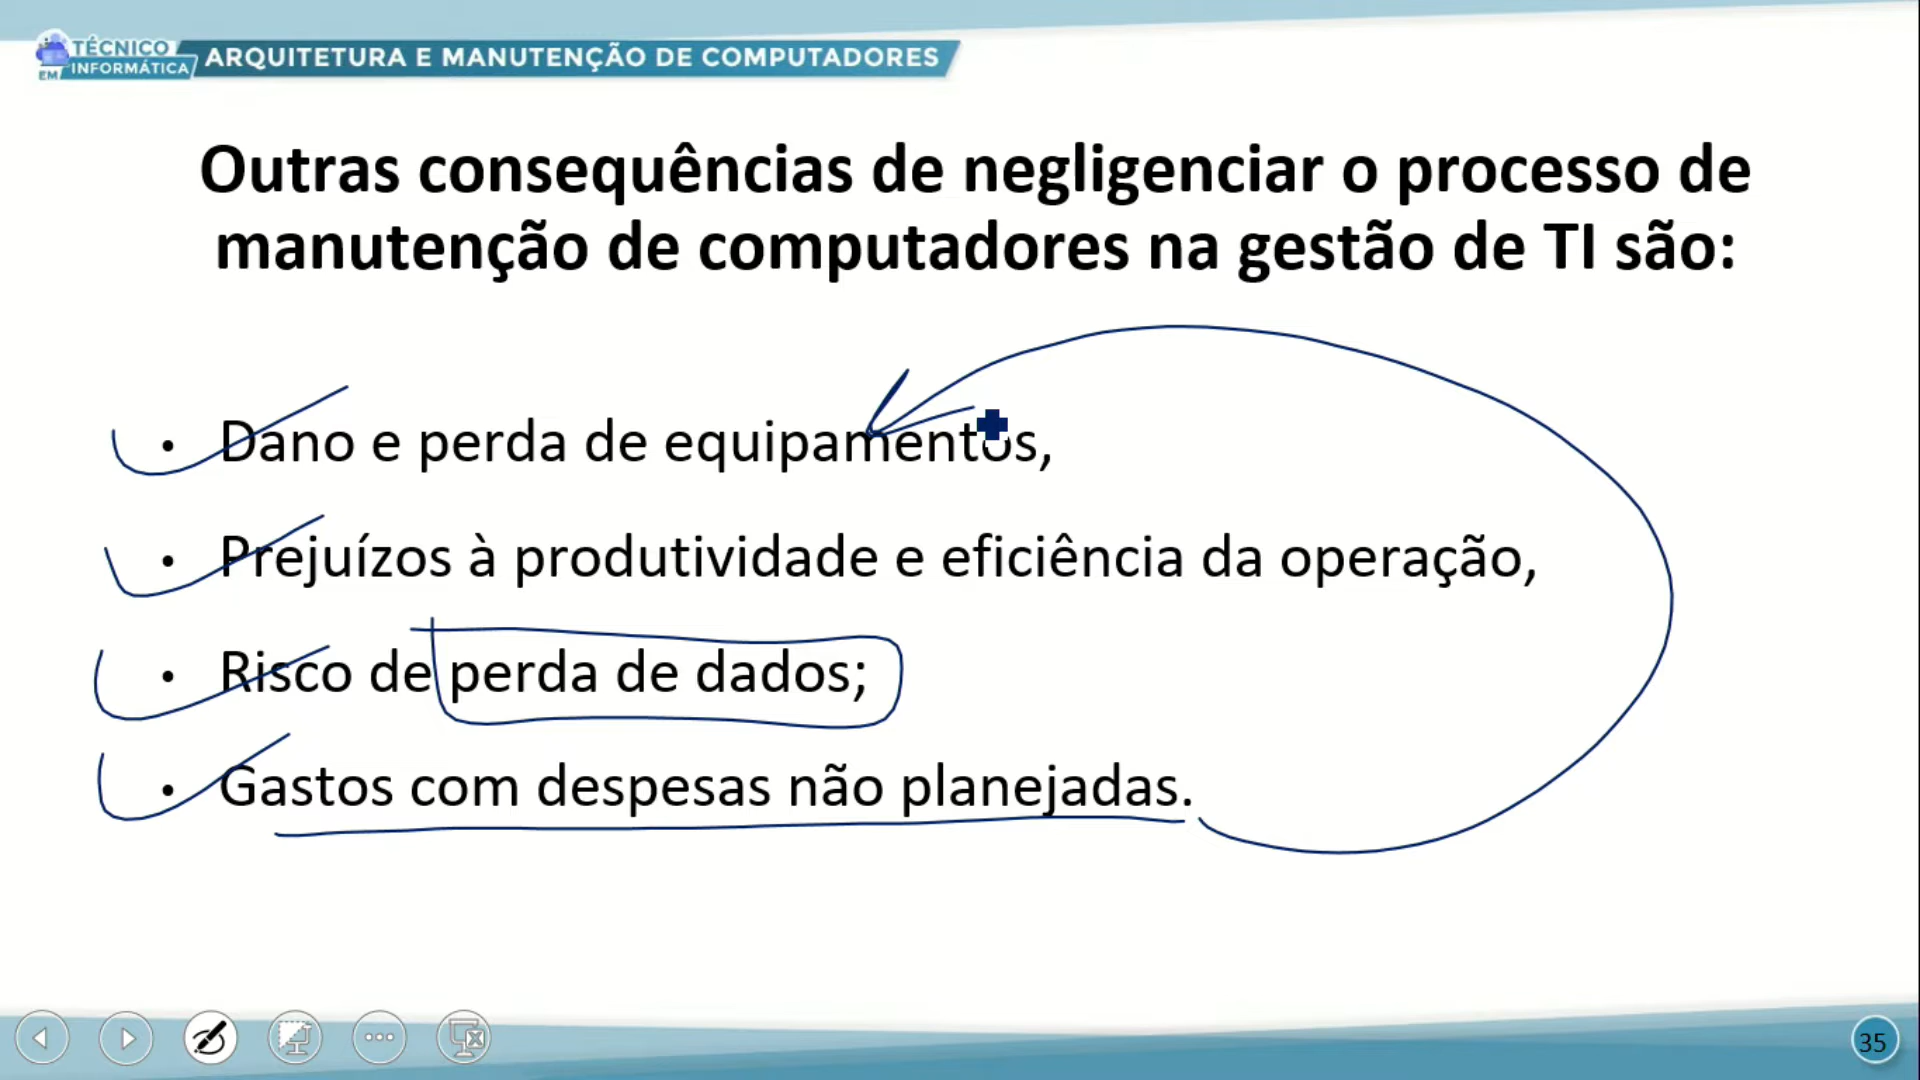 TÉCNICO
EM INFORMÁTICA
ARQUITETURA E MANUTENÇÃO DE COMPUTADORES
Outras consequências de negligenciar o processo de
manutenção de computadores na gestão de TI são:
• Dano e perda de equipamentos,
• Prejuízos à produtividade e eficiência da operação,
• Risco de perda de dados;
• Gastos com despesas não planejadas.
35